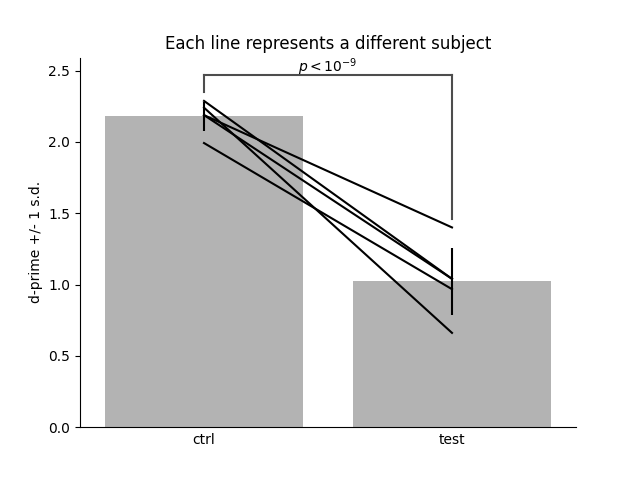 Each line represents a different subject
p < 10⁻⁹
d-prime +/- 1 s.d.
2.5
2.0
1.5
1.0
0.5
0.0
ctrl test